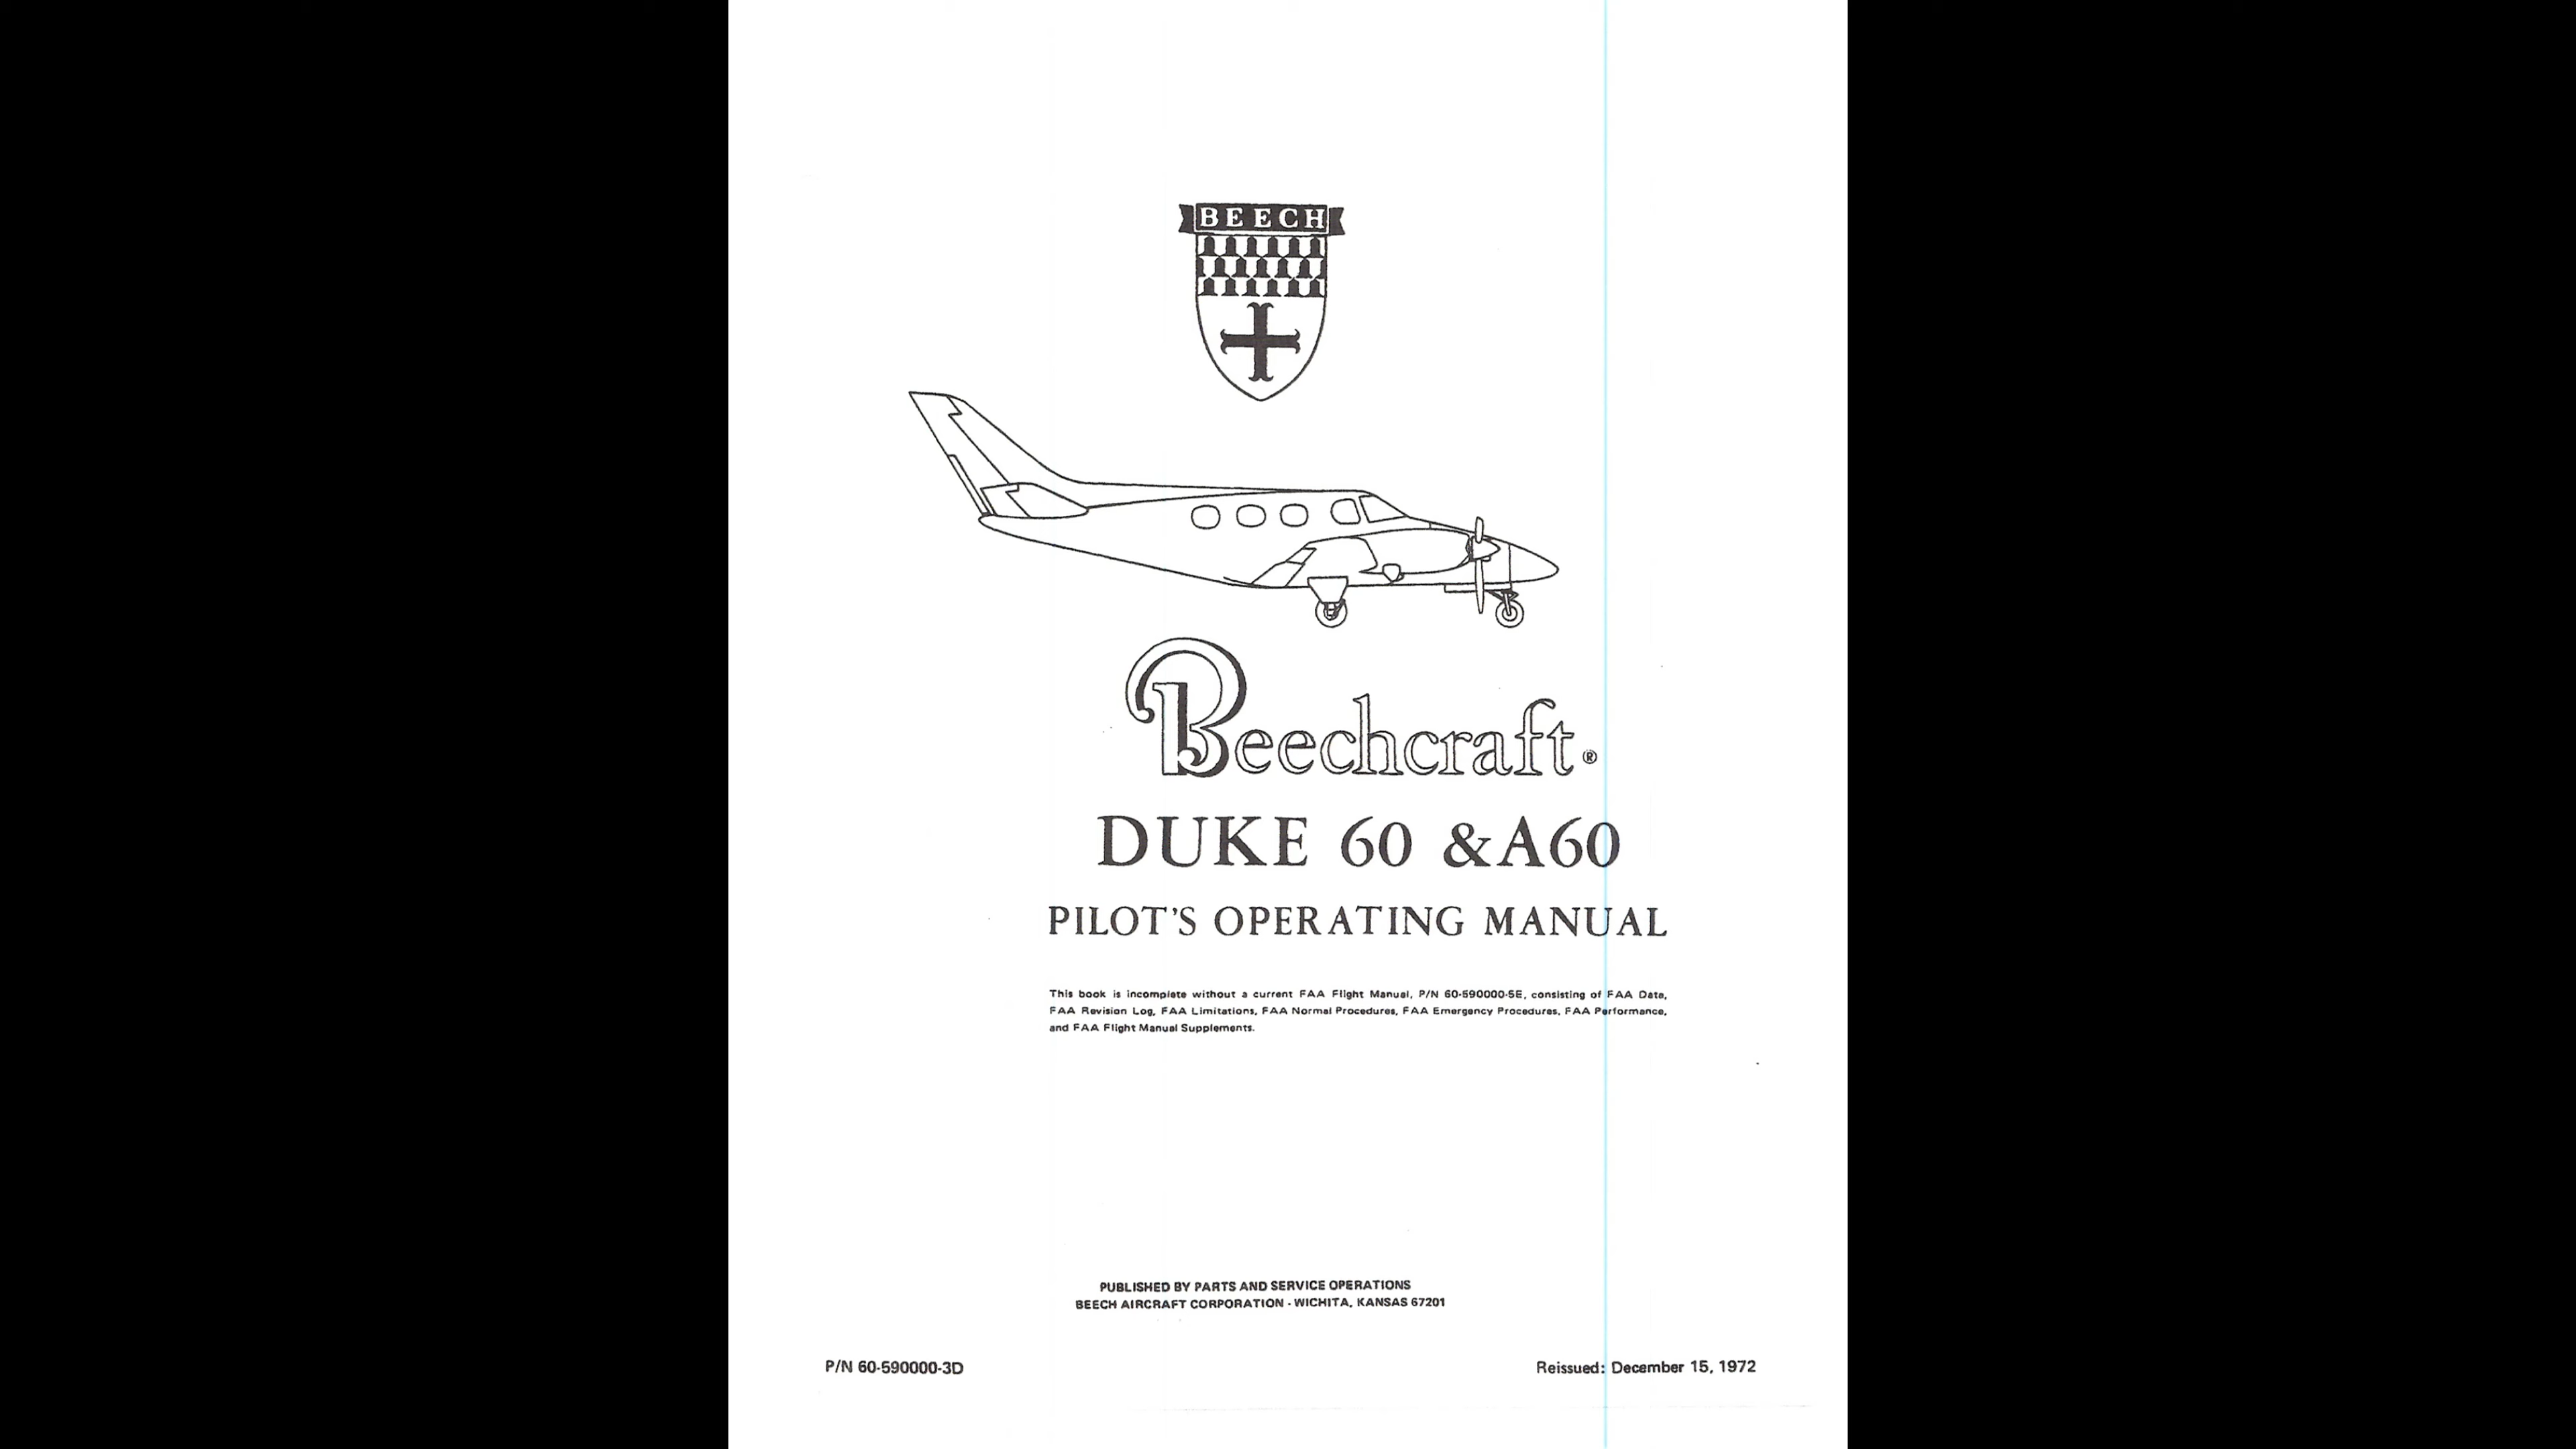 BEECH
Beechcraft®
DUKE 60 &A60
PILOT'S OPERATING MANUAL
This book is incomplete without a current FAA Flight Manual, P/N 60-590000-5E, consisting of FAA Data,
FAA Revision Log, FAA Limitations, FAA Normal Procedures, FAA Emergency Procedures, FAA Performance,
and FAA Flight Manual Supplements.
PUBLISHED BY PARTS AND SERVICE OPERATIONS
BEECH AIRCRAFT CORPORATION - WICHITA, KANSAS 67201
P/N 60-590000-3D
Reissued: December 15, 1972